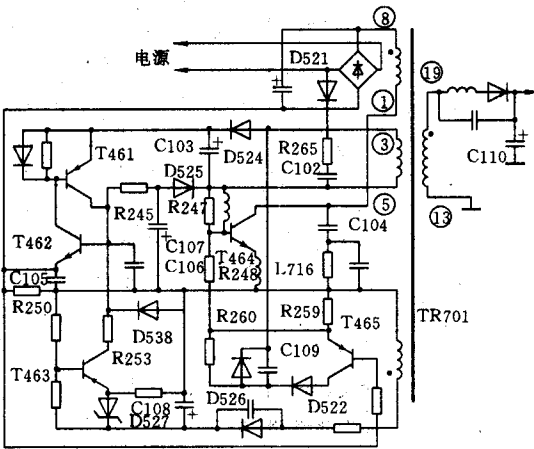 ⑧
电源
D521
⑲
①
C110
T461
C103
D524
R265
③
D525
C102
R245
R247
⑤
⑬
T462
C107
T464
C104
C106
R248
L716
C105
R250
R260
R259
T465
TR701
D538
R253
C109
T463
C108
D527
D526
D522